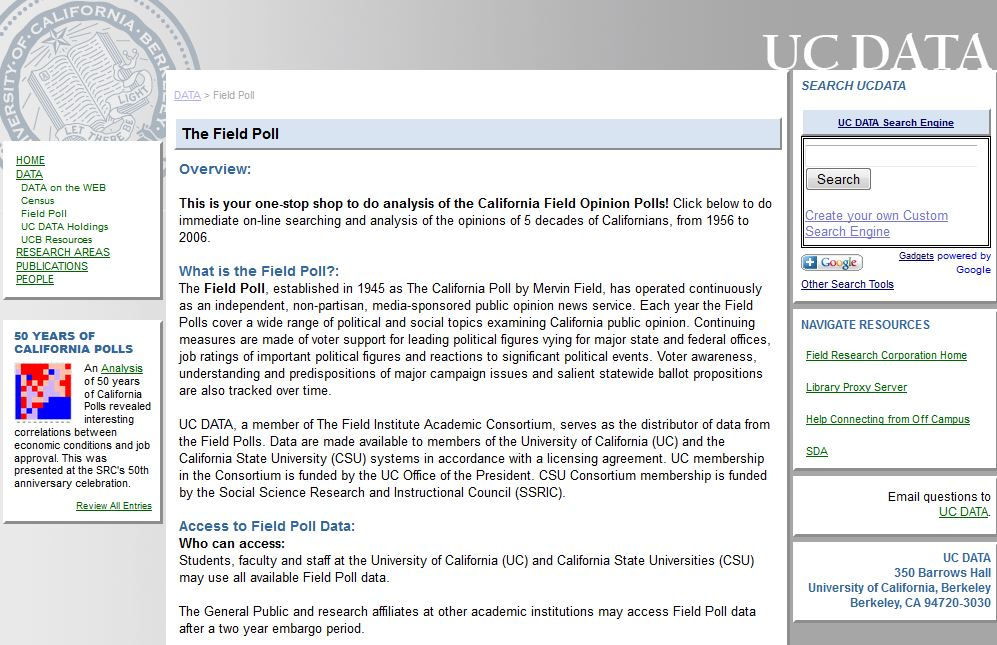 UNIVERSITY OF CALIFORNIA, BERKELEY
LIGHT
LET THERE BE
UC DATA
DATA > Field Poll
The Field Poll
Overview:
This is your one-stop shop to do analysis of the California Field Opinion Polls! Click below to do
immediate on-line searching and analysis of the opinions of 5 decades of Californians, from 1956 to
2006.
What is the Field Poll?:
The Field Poll, established in 1945 as The California Poll by Mervin Field, has operated continuously
as an independent, non-partisan, media-sponsored public opinion news service. Each year the Field
Polls cover a wide range of political and social topics examining California public opinion. Continuing
measures are made of voter support for leading political figures vying for major state and federal offices,
job ratings of important political figures and reactions to significant political events. Voter awareness,
understanding and predispositions of major campaign issues and salient statewide ballot propositions
are also tracked over time.
UC DATA, a member of The Field Institute Academic Consortium, serves as the distributor of data from
the Field Polls. Data are made available to members of the University of California (UC) and the
California State University (CSU) systems in accordance with a licensing agreement. UC membership
in the Consortium is funded by the UC Office of the President. CSU Consortium membership is funded
by the Social Science Research and Instructional Council (SSRIC).
Access to Field Poll Data:
Who can access:
Students, faculty and staff at the University of California (UC) and California State Universities (CSU)
may use all available Field Poll data.
The General Public and research affiliates at other academic institutions may access Field Poll data
after a two year embargo period.
HOME
DATA
DATA on the WEB
Census
Field Poll
UC DATA Holdings
UCB Resources
RESEARCH AREAS
PUBLICATIONS
PEOPLE
50 YEARS OF
CALIFORNIA POLLS
An Analysis
of 50 years
of California
Polls revealed
interesting
correlations between
economic conditions and job
approval. This was
presented at the SRC's 50th
anniversary celebration.
Review All Entries
SEARCH UCDATA
UC DATA Search Engine
Search
Create your own Custom
Search Engine
Google
Gadgets powered by
Google
Other Search Tools
NAVIGATE RESOURCES
Field Research Corporation Home
Library Proxy Server
Help Connecting from Off Campus
SDA
Email questions to
UC DATA.
UC DATA
350 Barrows Hall
University of California, Berkeley
Berkeley, CA 94720-3030